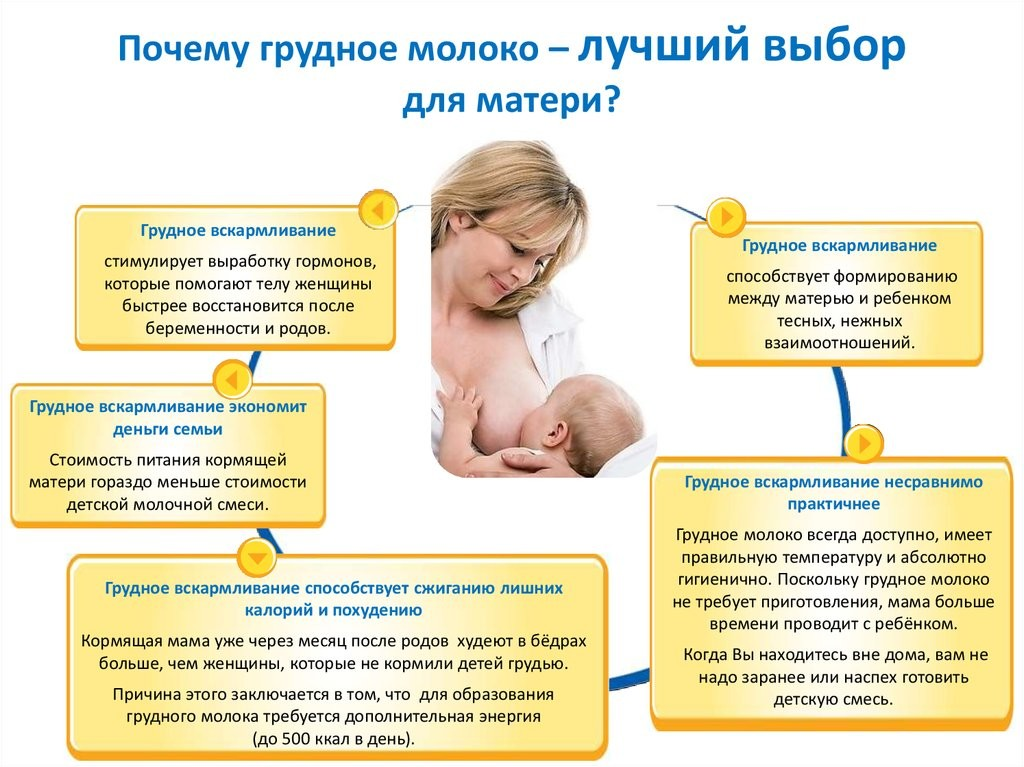 Почему грудное молоко – лучший выбор
для матери?
Грудное вскармливание
стимулирует выработку гормонов,
которые помогают телу женщины
быстрее восстановится после
беременности и родов.
Грудное вскармливание
способствует формированию
между матерью и ребенком
тесных, нежных
взаимоотношений.
Грудное вскармливание экономит
деньги семьи
Стоимость питания кормящей
матери гораздо меньше стоимости
детской молочной смеси.
Грудное вскармливание несравнимо
практичнее
Грудное молоко всегда доступно, имеет
правильную температуру и абсолютно
гигиенично. Поскольку грудное молоко
не требует приготовления, мама больше
времени проводит с ребёнком.
Когда Вы находитесь вне дома, вам не
надо заранее или наспех готовить
детскую смесь.
Грудное вскармливание способствует сжиганию лишних
калорий и похудению
Кормящая мама уже через месяц после родов худеют в бёдрах
больше, чем женщины, которые не кормили детей грудью.
Причина этого заключается в том, что для образования
грудного молока требуется дополнительная энергия
(до 500 ккал в день).